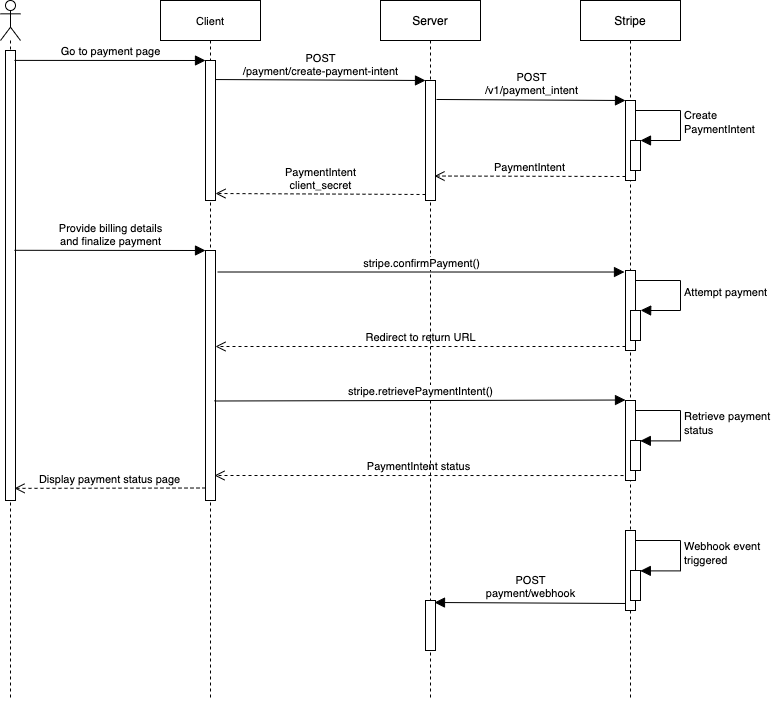 Client
Server
Stripe
Go to payment page
POST
/payment/create-payment-intent
POST
/v1/payment_intent
Create
PaymentIntent
PaymentIntent
PaymentIntent
client_secret
Provide billing details
and finalize payment
stripe.confirmPayment()
Attempt payment
Redirect to return URL
stripe.retrievePaymentIntent()
Retrieve payment
status
PaymentIntent status
Display payment status page
Webhook event
triggered
POST
payment/webhook